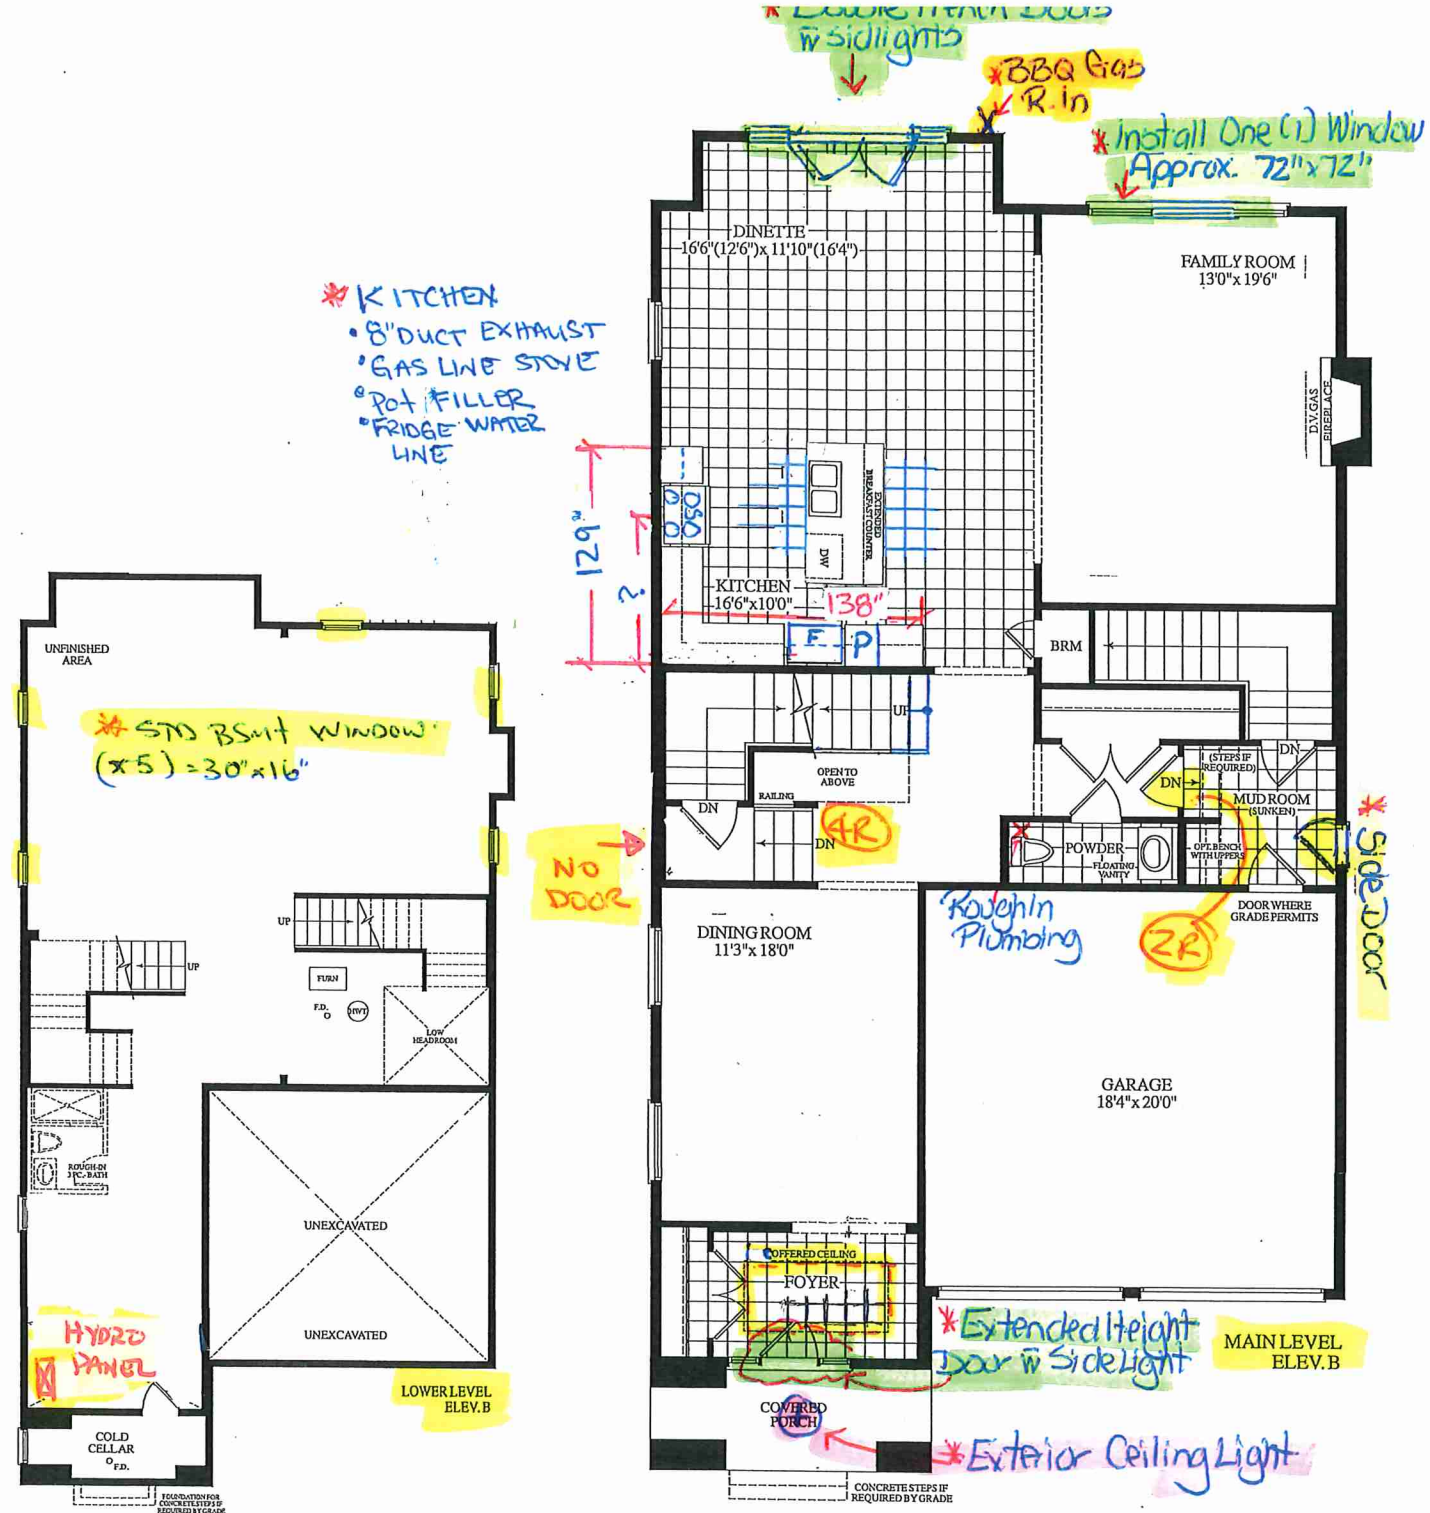 * Double French Doors
w sidlights
* BBQ Gas
R.in
* Install One (1) Window
Approx. 72"x72"
DINETTE
16'6"(12'6")x 11'10"(16'4")
FAMILY ROOM
13'0"x 19'6"
* KITCHEN
• 8" DUCT EXHAUST
• GAS LINE STOVE
• Pot FILLER
• FRIDGE WATER
LINE
D.V. GAS
FIREPLACE
129"
?
EXTENDED
BREAKFAST COUNTER
DW
KITCHEN
16'6"x10'0"
138"
F
P
BRM
UP
OPEN TO
ABOVE
RAILING
DN
DN
4R
NO
DOOR
DN
(STEPS IF
REQUIRED)
DN
MUD ROOM
(SUNKEN)
OPT. BENCH
WITH UPPERS
POWDER
FLOATING
VANITY
* Side Door
DOOR WHERE
GRADE PERMITS
RoughIn
Plumbing
2R
DINING ROOM
11'3"x 18'0"
GARAGE
18'4"x 20'0"
COFFERED CEILING
FOYER
* Extended Height
Door w Side Light
MAIN LEVEL
ELEV. B
COVERED
PORCH
* Exterior Ceiling Light
CONCRETE STEPS IF
REQUIRED BY GRADE
UNFINISHED
AREA
* STD BSMT WINDOW
(x5) = 30"x16"
UP
UP
FURN
F.D.
HWT
LOW
HEADROOM
ROUGH-IN
3 PC. BATH
UNEXCAVATED
UNEXCAVATED
HYDRO
PANEL
LOWER LEVEL
ELEV. B
COLD
CELLAR
F.D.
FOUNDATION FOR
CONCRETE STEPS IF
REQUIRED BY GRADE